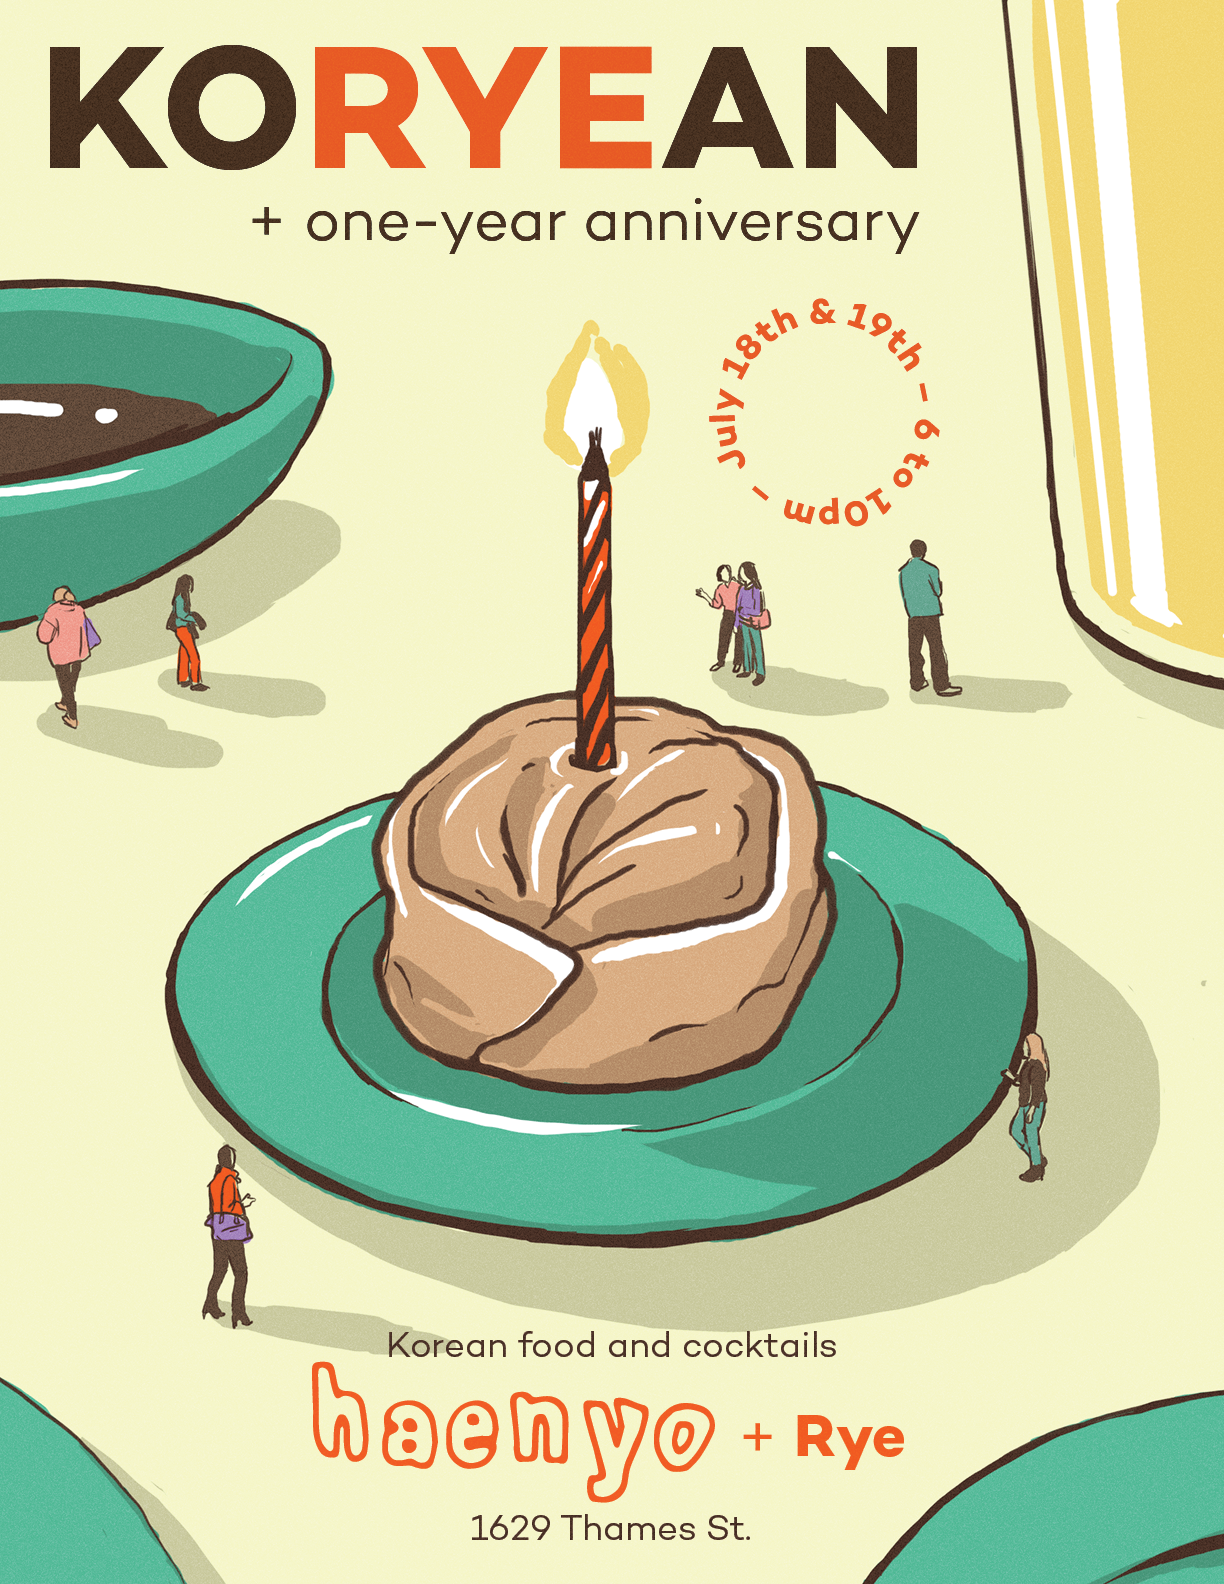 KORYEAN
+ one-year anniversary
July 18th & 19th – 6 to 10pm –
Korean food and cocktails
haenyo + Rye
1629 Thames St.